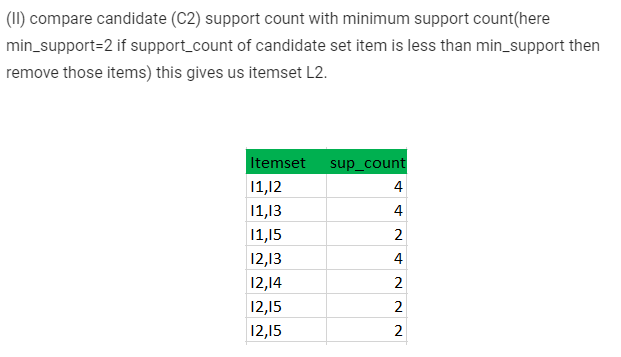 (II) compare candidate (C2) support count with minimum support count(here
min_support=2 if support_count of candidate set item is less than min_support then
remove those items) this gives us itemset L2.
Itemset sup_count
I1,I2 4
I1,I3 4
I1,I5 2
I2,I3 4
I2,I4 2
I2,I5 2
I2,I5 2